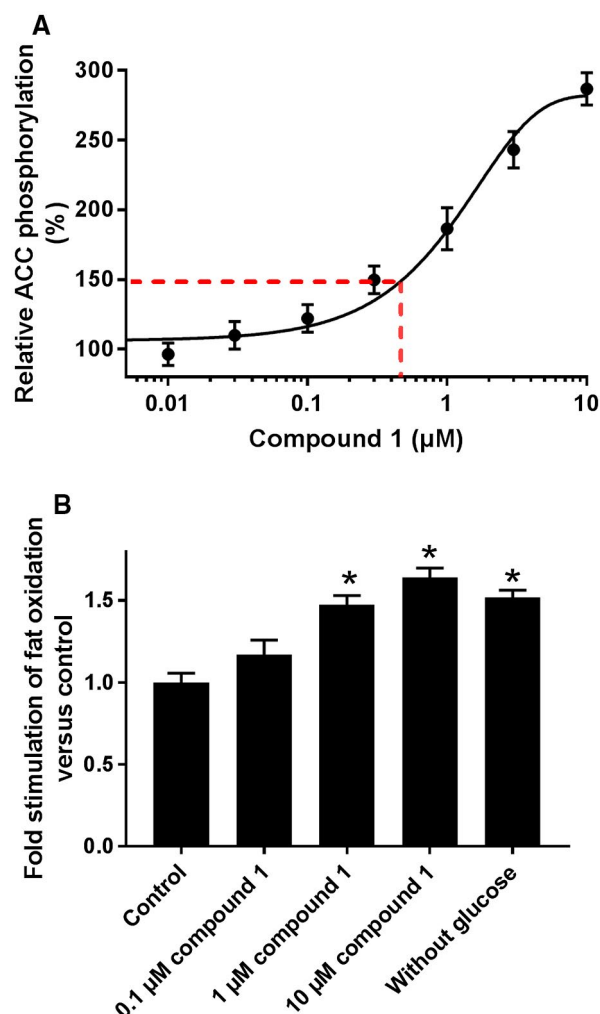 A
Relative ACC phosphorylation
(%)
300
250
200
150
100
0.01
0.1
1
10
Compound 1 (µM)
B
Fold stimulation of fat oxidation
versus control
1.5
1.0
0.5
0.0
*
*
*
Control
0.1 µM compound 1
1 µM compound 1
10 µM compound 1
Without glucose